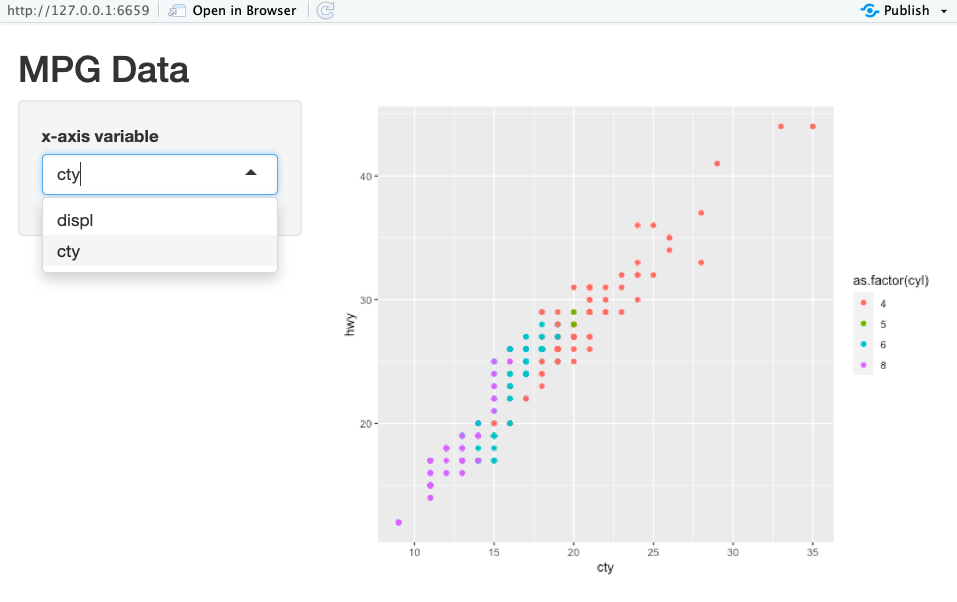 http://127.0.0.1:6659 Open in Browser Publish
MPG Data
x-axis variable
cty
displ
cty
40
30
20
hwy
10 15 20 25 30 35
cty
as.factor(cyl)
4
5
6
8